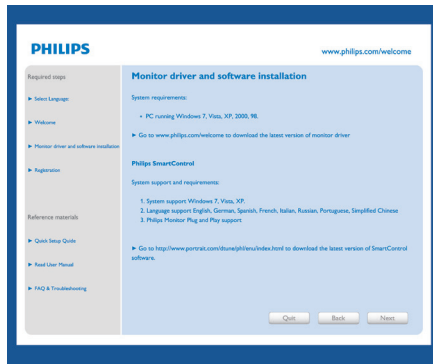 PHILIPS
www.philips.com/welcome
Required steps
► Select Language
► Welcome
► Monitor driver and software installation
► Registration
Reference materials
► Quick Setup Guide
► Read User Manual
► FAQ & Troubleshooting
Monitor driver and software installation
System requirements:
• PC running Windows 7, Vista, XP, 2000, 98.
► Go to www.philips.com/welcome to download the latest version of monitor driver
Philips SmartControl
System support and requirements:
1. System support Windows 7, Vista, XP.
2. Language support English, German, Spanish, French, Italian, Russian, Portuguese, Simplified Chinese
3. Philips Monitor Plug and Play support
► Go to http://www.portrait.com/dtune/phl/enu/index.html to download the latest version of SmartControl
software.
Quit Back Next